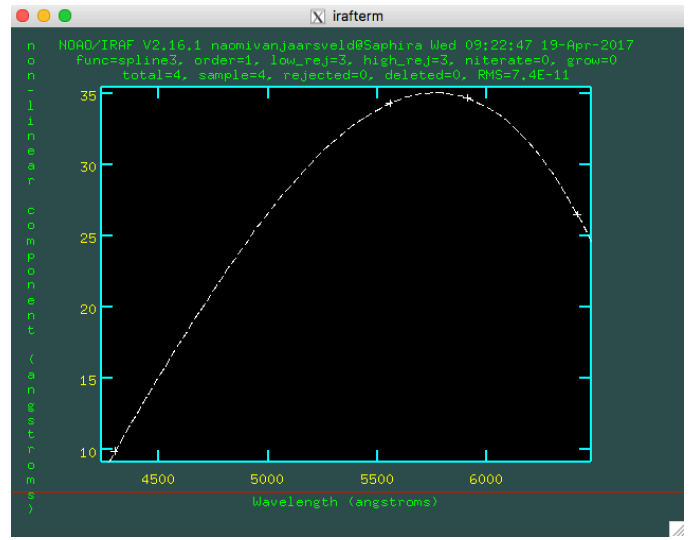 irafterm
NOAO/IRAF V2.16.1 naomivanjaarsveld@Saphira Wed 09:22:47 19-Apr-2017
func=spline3, order=1, low_rej=3, high_rej=3, niterate=0, grow=0
total=4, sample=4, rejected=0, deleted=0, RMS=7.4E-11
non-linear component (angstroms)
35
30
25
20
15
10
4500 5000 5500 6000
Wavelength (angstroms)